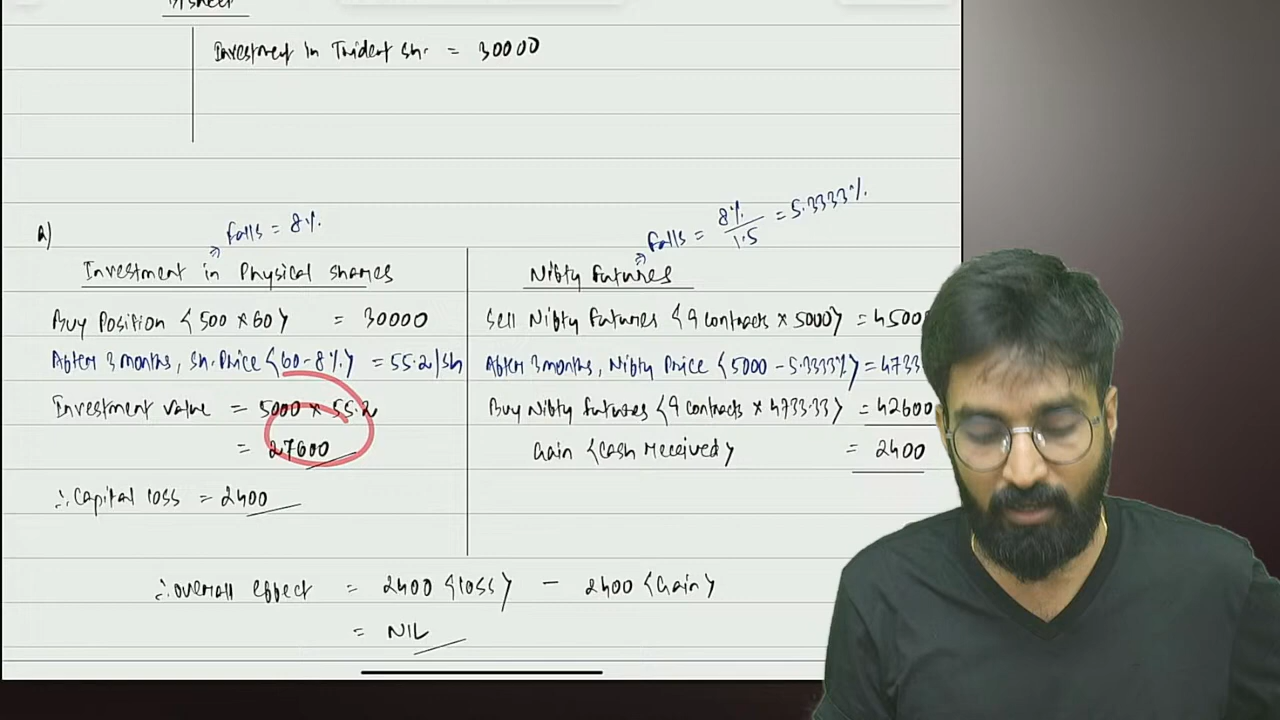 Investment in Trident Sh. = 30000
a)
falls = 8%
falls = 8% / 1.5 = 5.3333%
Investment in Physical Shares
Nifty Futures
Buy Position {500 x 60} = 30000
Sell Nifty Futures {9 contracts x 5000} = 4500
After 3 months, Sh. Price {60 - 8%} = 55.2/Sh
After 3 months, Nifty Price {5000 - 5.3333%} = 4733
Investment value = 5000 x 55.2
Buy Nifty Futures {9 contracts x 4733.33} = 42600
= 27600
Gain {Cash received} = 2400
∴ Capital loss = 2400
∴ Overall effect = 2400 {loss} - 2400 {Gain}
= NIL